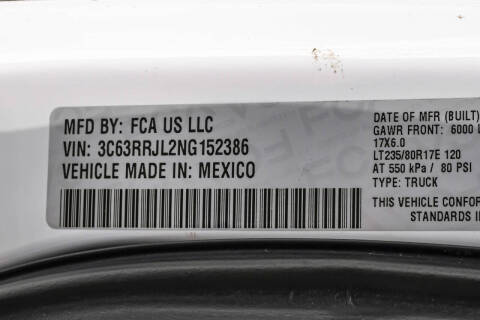 MFD BY: FCA US LLC
VIN: 3C63RRJL2NG152386
VEHICLE MADE IN: MEXICO
DATE OF MFR (BUILT)
GAWR FRONT: 6000 L
17X6.0
LT235/80R17E 120
AT 550 kPa / 80 PSI
TYPE: TRUCK
THIS VEHICLE CONFOR
STANDARDS I